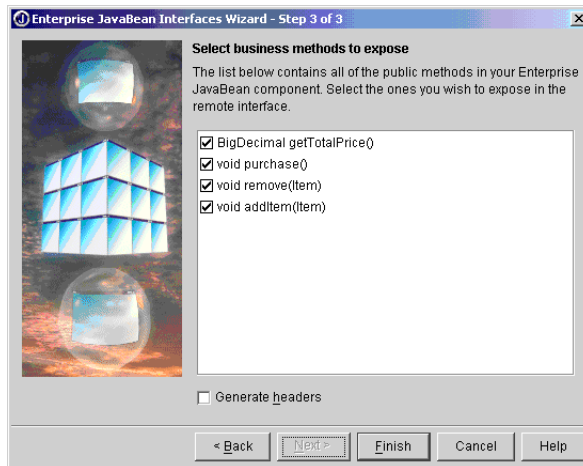 Enterprise JavaBean Interfaces Wizard - Step 3 of 3
Select business methods to expose
The list below contains all of the public methods in your Enterprise
JavaBean component. Select the ones you wish to expose in the
remote interface.
BigDecimal getTotalPrice()
void purchase()
void remove(Item)
void addItem(Item)
Generate headers
< Back
Next >
Finish
Cancel
Help